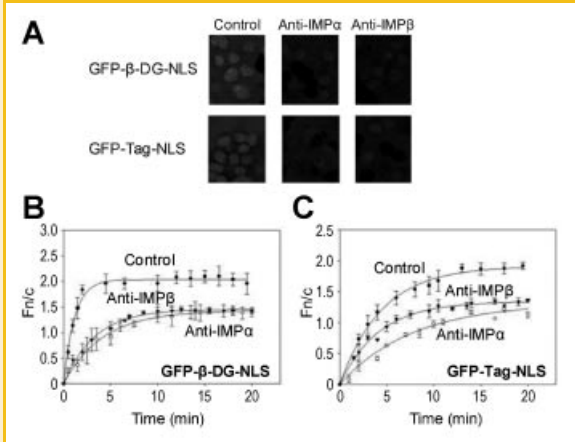 A
Control Anti-IMPα Anti-IMPβ
GFP-β-DG-NLS
GFP-Tag-NLS
B
3.0
2.5
2.0
1.5
1.0
0.5
0
Fn/c
Control
Anti-IMPβ
Anti-IMPα
GFP-β-DG-NLS
0 5 10 15 20
Time (min)
C
2.5
2.0
1.5
1.0
0.5
0
Fn/c
Control
Anti-IMPβ
Anti-IMPα
GFP-Tag-NLS
0 5 10 15 20
Time (min)